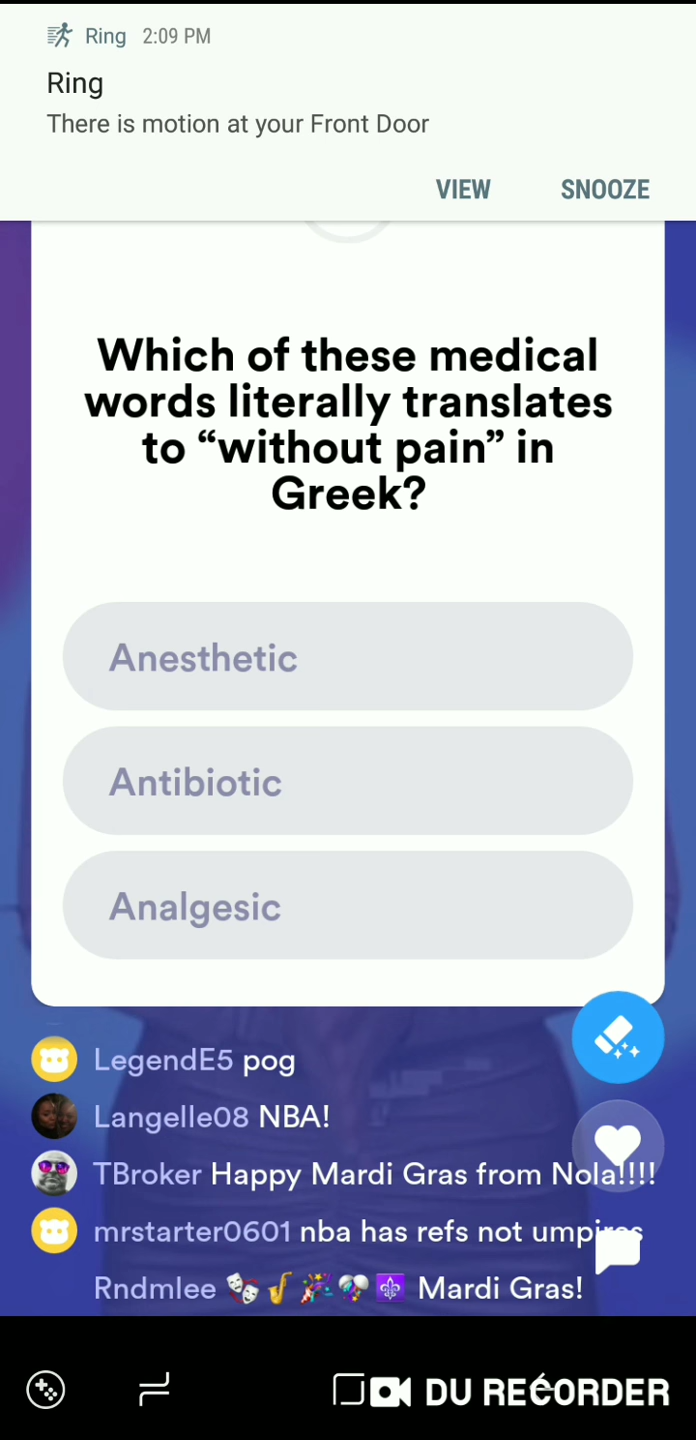 Ring 2:09 PM
Ring
There is motion at your Front Door
VIEW SNOOZE
Which of these medical
words literally translates
to “without pain” in
Greek?
Anesthetic
Antibiotic
Analgesic
LegendE5 pog
Langelle08 NBA!
TBroker Happy Mardi Gras from Nola!!!!
mrstarter0601 nba has refs not umpires
Rndmlee 🎭🎷🎉🎊⚜️ Mardi Gras!
DU RECORDER